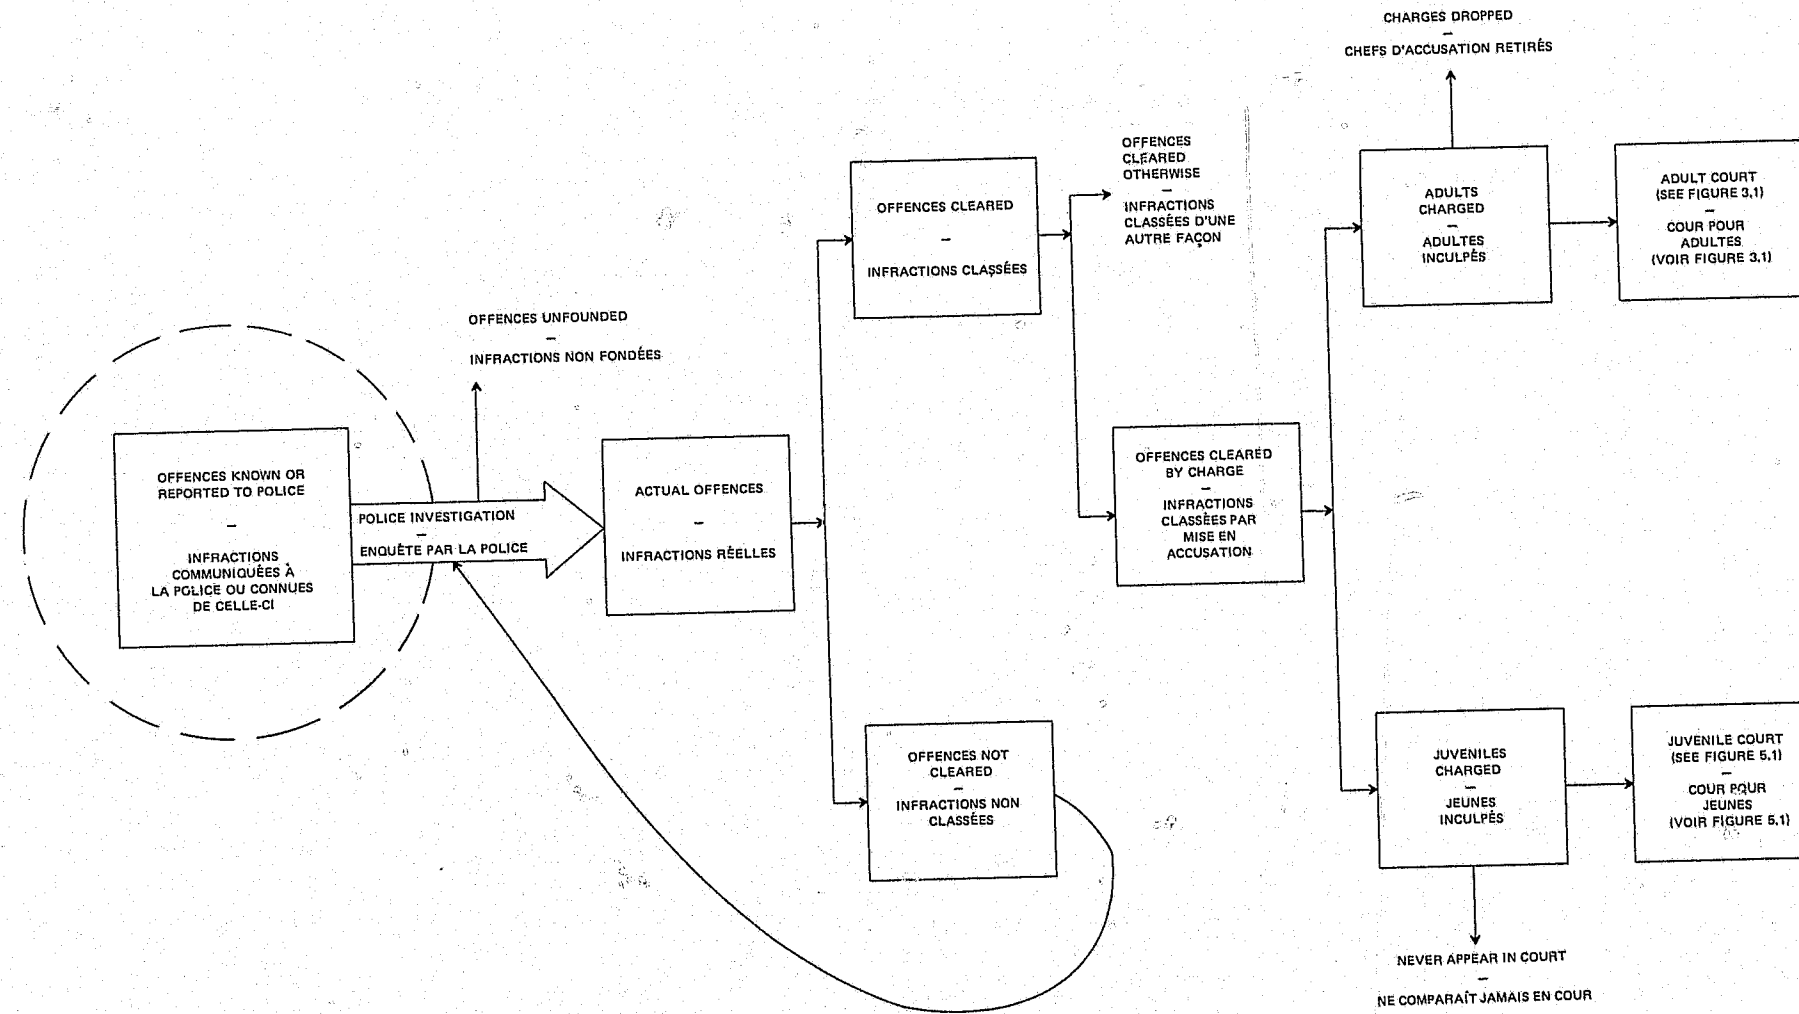 CHARGES DROPPED
–
CHEFS D'ACCUSATION RETIRÉS
OFFENCES
CLEARED
OTHERWISE
–
INFRACTIONS
CLASSÉES D'UNE
AUTRE FAÇON
ADULTS
CHARGED
–
ADULTES
INCULPÉS
ADULT COURT
(SEE FIGURE 3.1)
–
COUR POUR
ADULTES
(VOIR FIGURE 3.1)
OFFENCES CLEARED
–
INFRACTIONS CLASSÉES
OFFENCES UNFOUNDED
–
INFRACTIONS NON FONDÉES
OFFENCES KNOWN OR
REPORTED TO POLICE
–
INFRACTIONS
COMMUNIQUÉES À
LA POLICE OU CONNUES
DE CELLE-CI
POLICE INVESTIGATION
–
ENQUÊTE PAR LA POLICE
ACTUAL OFFENCES
–
INFRACTIONS RÉELLES
OFFENCES CLEARED
BY CHARGE
–
INFRACTIONS
CLASSÉES PAR
MISE EN
ACCUSATION
OFFENCES NOT
CLEARED
–
INFRACTIONS NON
CLASSÉES
JUVENILES
CHARGED
–
JEUNES
INCULPÉS
JUVENILE COURT
(SEE FIGURE 5.1)
–
COUR POUR
JEUNES
(VOIR FIGURE 5.1)
NEVER APPEAR IN COURT
–
NE COMPARAÎT JAMAIS EN COUR